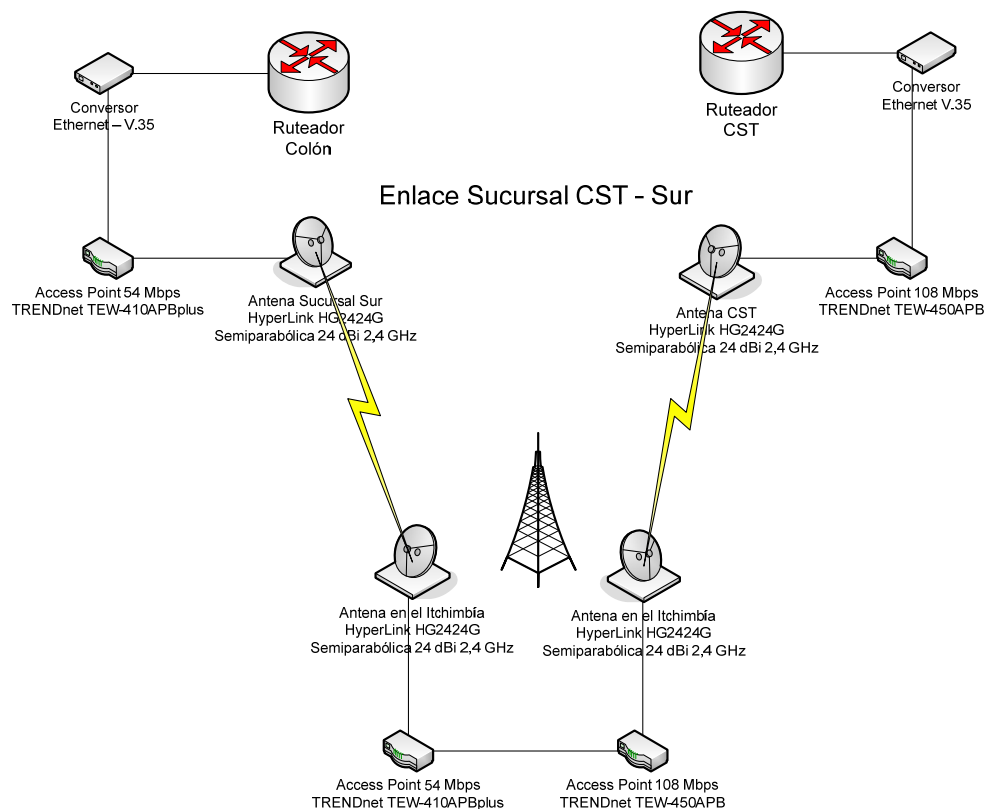 Conversor
Ethernet – V.35
Ruteador
Colón
Ruteador
CST
Conversor
Ethernet V.35
Enlace Sucursal CST - Sur
Access Point 54 Mbps
TRENDnet TEW-410APBplus
Antena Sucursal Sur
HyperLink HG2424G
Semiparabólica 24 dBi 2,4 GHz
Antena CST
HyperLink HG2424G
Semiparabólica 24 dBi 2,4 GHz
Access Point 108 Mbps
TRENDnet TEW-450APB
Antena en el Itchimbía
HyperLink HG2424G
Semiparabólica 24 dBi 2,4 GHz
Antena en el Itchimbía
HyperLink HG2424G
Semiparabólica 24 dBi 2,4 GHz
Access Point 54 Mbps
TRENDnet TEW-410APBplus
Access Point 108 Mbps
TRENDnet TEW-450APB